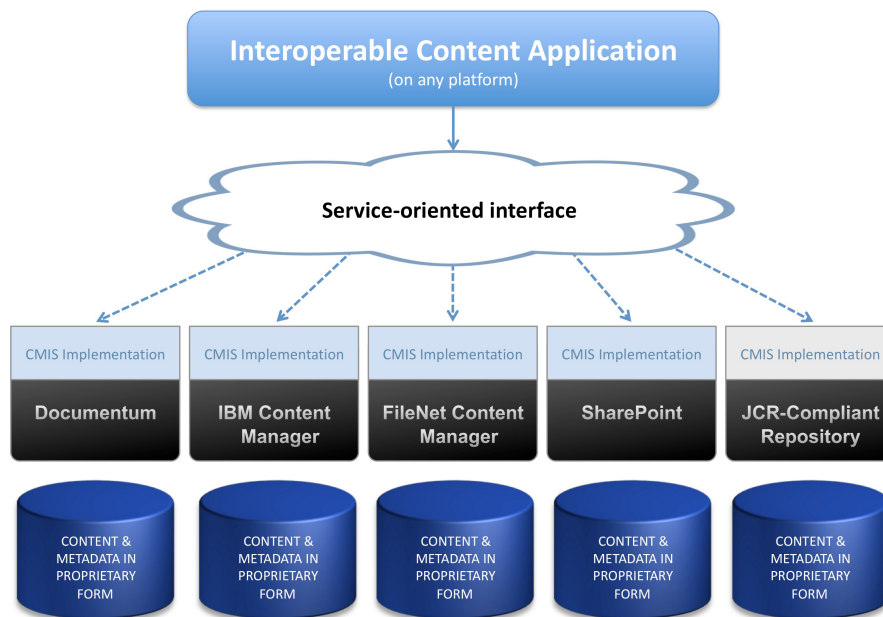 Interoperable Content Application
(on any platform)
Service-oriented interface
CMIS Implementation
CMIS Implementation
CMIS Implementation
CMIS Implementation
CMIS Implementation
Documentum
IBM Content
Manager
FileNet Content
Manager
SharePoint
JCR-Compliant
Repository
CONTENT &
METADATA IN
PROPRIETARY
FORM
CONTENT &
METADATA IN
PROPRIETARY
FORM
CONTENT &
METADATA IN
PROPRIETARY
FORM
CONTENT &
METADATA IN
PROPRIETARY
FORM
CONTENT &
METADATA IN
PROPRIETARY
FORM